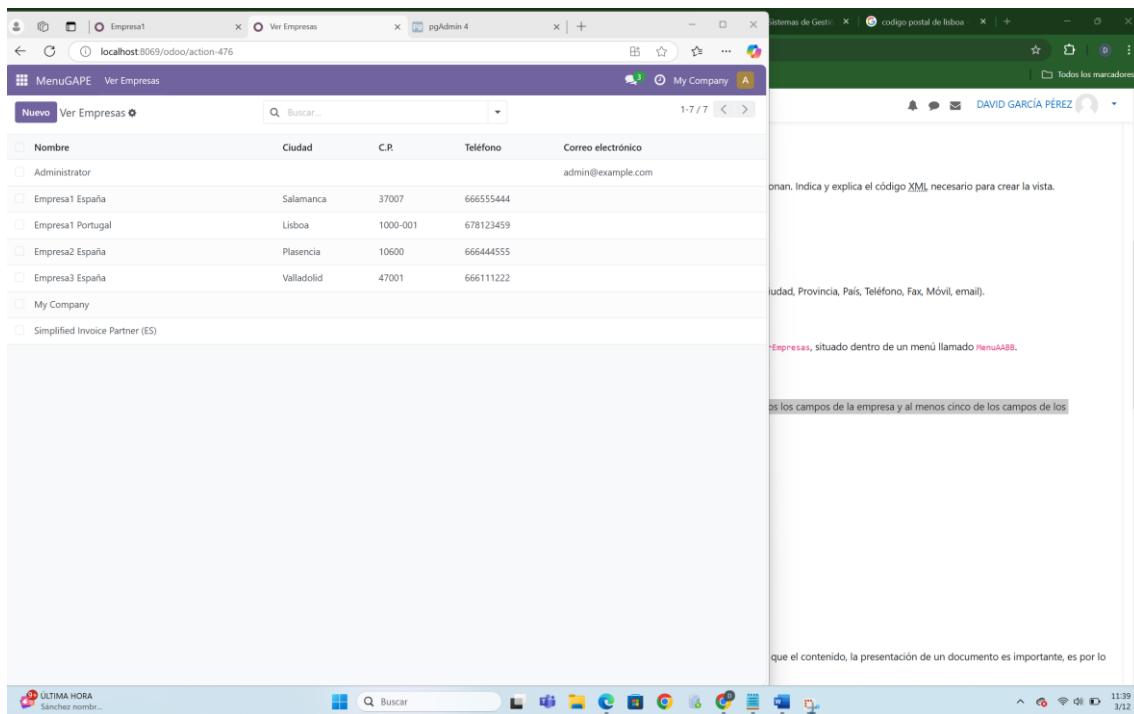 Empresa1
Ver Empresas
pgAdmin 4
localhost:8069/odoo/action-476
MenuGAPE Ver Empresas
3
My Company
A
Nuevo Ver Empresas
Buscar...
1-7 / 7
Nombre Ciudad C.P. Teléfono Correo electrónico
Administrator admin@example.com
Empresa1 España Salamanca 37007 666555444
Empresa1 Portugal Lisboa 1000-001 678123459
Empresa2 España Plasencia 10600 666444555
Empresa3 España Valladolid 47001 666111222
My Company
Simplified Invoice Partner (ES)
istemas de Gestió
codigo postal de lisboa
D
Todos los marcadores
DAVID GARCÍA PÉREZ
onan. Indica y explica el código XML necesario para crear la vista.
iudad, Provincia, País, Teléfono, Fax, Móvil, email).
rEmpresas, situado dentro de un menú llamado MenuAABB.
os los campos de la empresa y al menos cinco de los campos de los
que el contenido, la presentación de un documento es importante, es por lo
ÚLTIMA HORA
Sánchez nombr...
Buscar
11:39
3/12